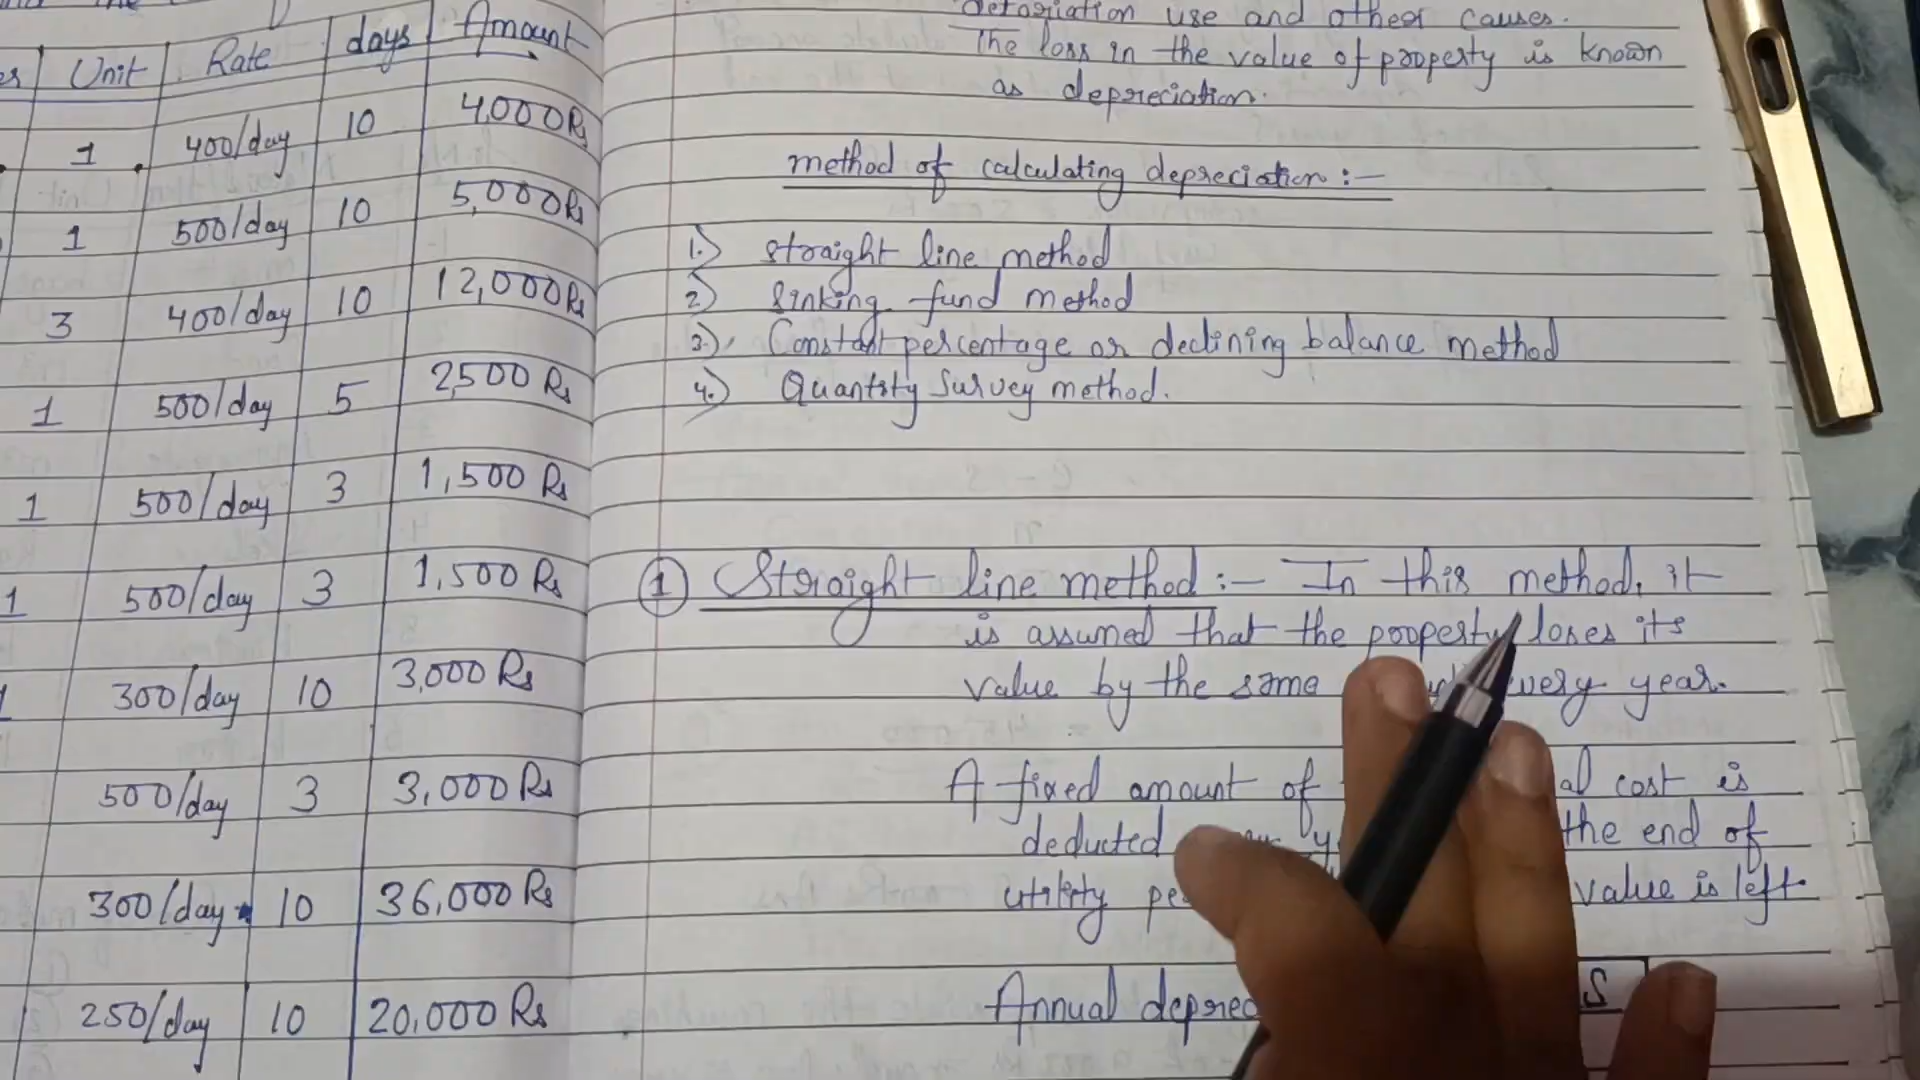 Unit Rate days Amount
1 400/day 10 4,000 Rs
1 500/day 10 5,000 Rs
3 400/day 10 12,000 Rs
1 500/day 5 2,500 Rs
1 500/day 3 1,500 Rs
1 500/day 3 1,500 Rs
1 300/day 10 3,000 Rs
500/day 3 3,000 Rs
300/day 10 36,000 Rs
250/day 10 20,000 Rs
detoriation use and other causes.
The loss in the value of property is known
as depreciation.
method of calculating depreciation :-
1.) Straight line method
2) Sinking fund method
3.) Constant percentage or declining balance method
4.) Quantity Survey method.
1 Straight line method :- In this method, it
is assumed that the property loses its
value by the same every year.
A fixed amount of cost is
deducted the end of
utility value is left
Annual S